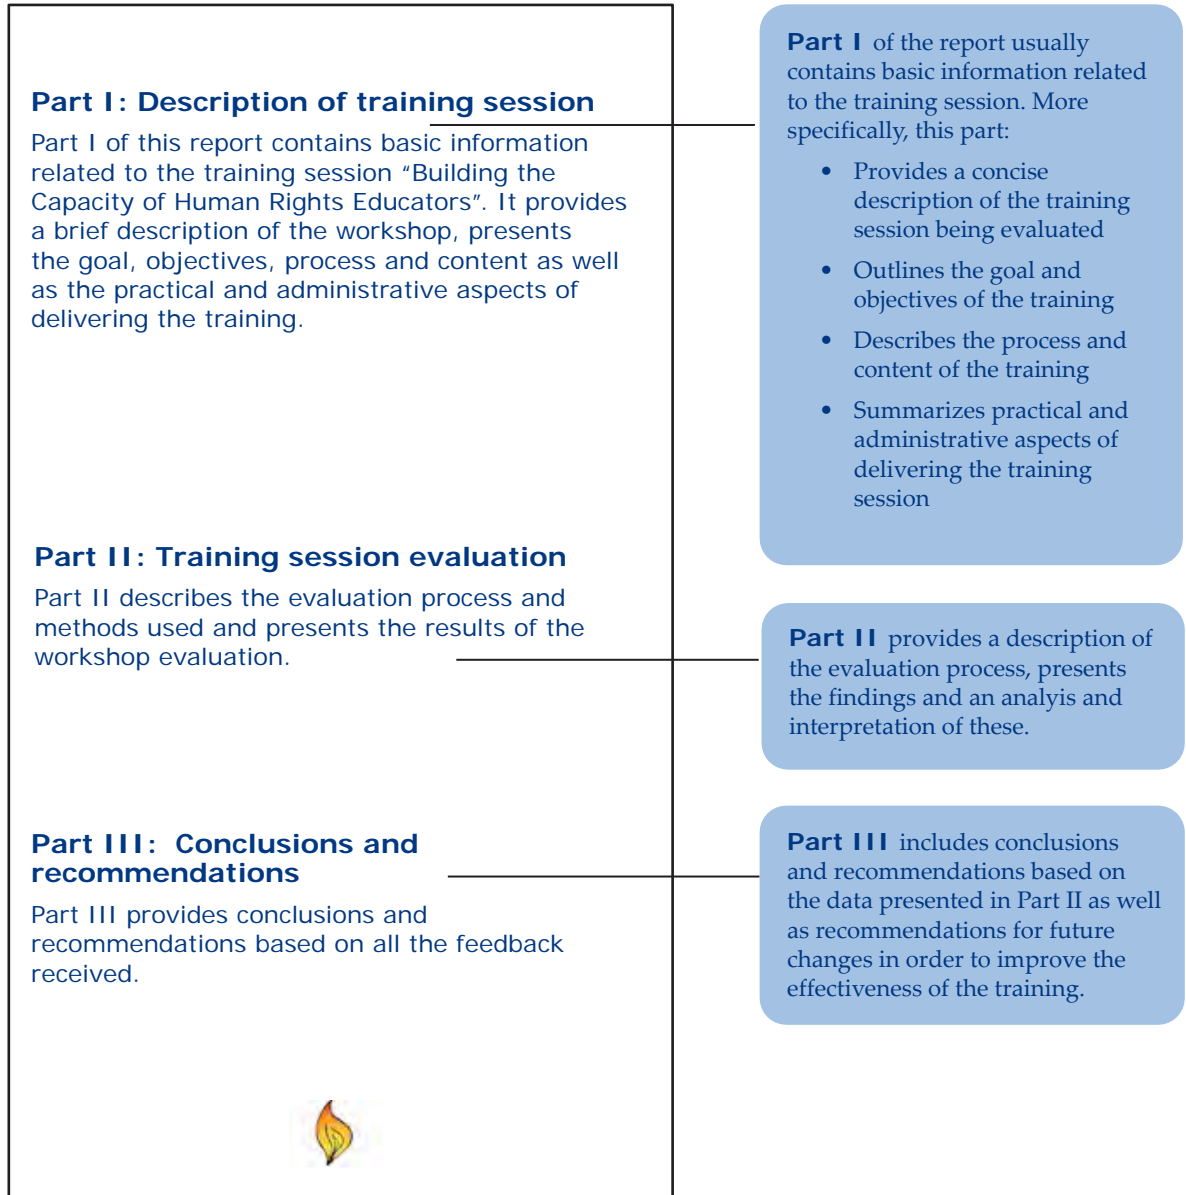 Part I: Description of training session
Part I of this report contains basic information
related to the training session “Building the
Capacity of Human Rights Educators”. It provides
a brief description of the workshop, presents
the goal, objectives, process and content as well
as the practical and administrative aspects of
delivering the training.
Part I of the report usually
contains basic information related
to the training session. More
specifically, this part:
• Provides a concise
description of the training
session being evaluated
• Outlines the goal and
objectives of the training
• Describes the process and
content of the training
• Summarizes practical and
administrative aspects of
delivering the training
session
Part II: Training session evaluation
Part II describes the evaluation process and
methods used and presents the results of the
workshop evaluation.
Part II provides a description of
the evaluation process, presents
the findings and an analyis and
interpretation of these.
Part III: Conclusions and
recommendations
Part III provides conclusions and
recommendations based on all the feedback
received.
Part III includes conclusions
and recommendations based on
the data presented in Part II as well
as recommendations for future
changes in order to improve the
effectiveness of the training.